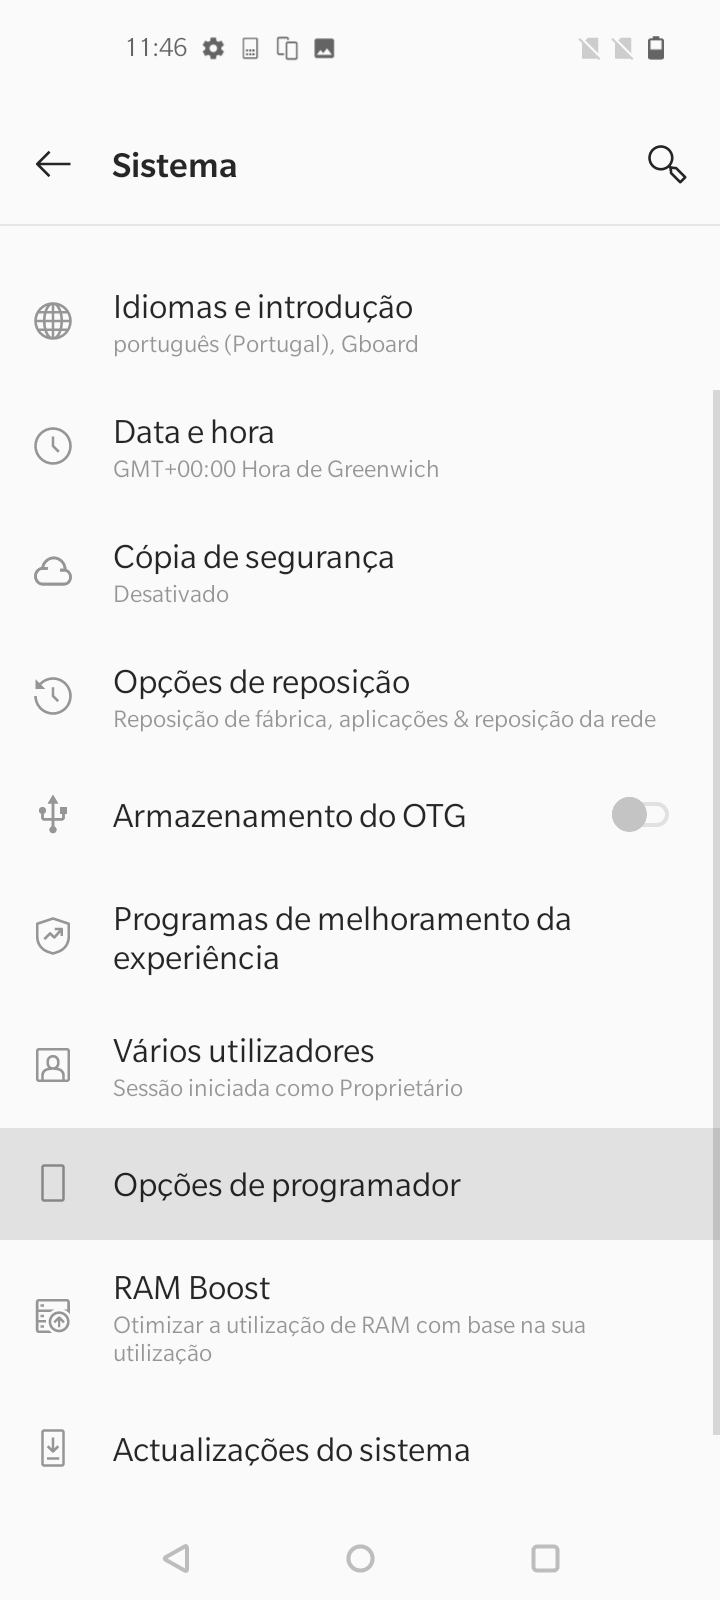 11:46
Sistema
Idiomas e introdução
português (Portugal), Gboard
Data e hora
GMT+00:00 Hora de Greenwich
Cópia de segurança
Desativado
Opções de reposição
Reposição de fábrica, aplicações & reposição da rede
Armazenamento do OTG
Programas de melhoramento da
experiência
Vários utilizadores
Sessão iniciada como Proprietário
Opções de programador
RAM Boost
Otimizar a utilização de RAM com base na sua
utilização
Actualizações do sistema